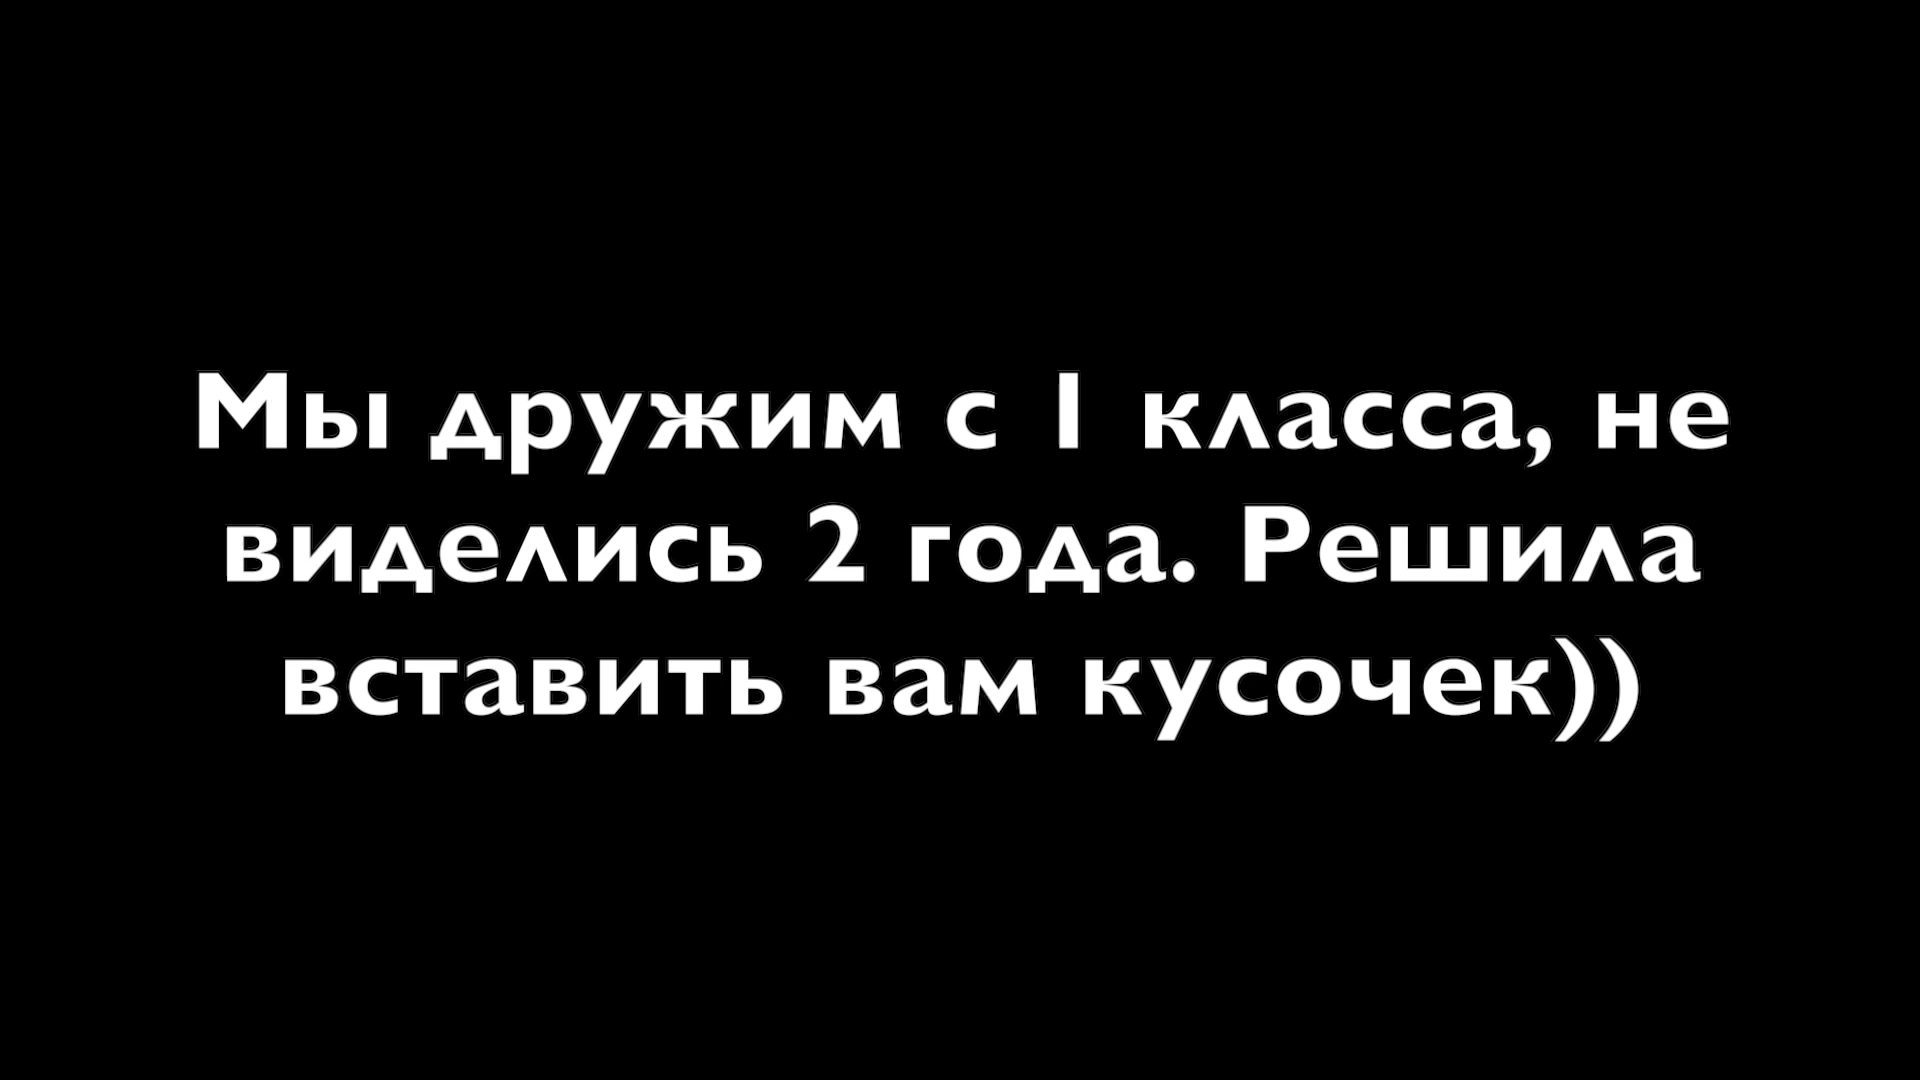 Мы дружим с 1 класса, не
виделись 2 года. Решила
вставить вам кусочек))